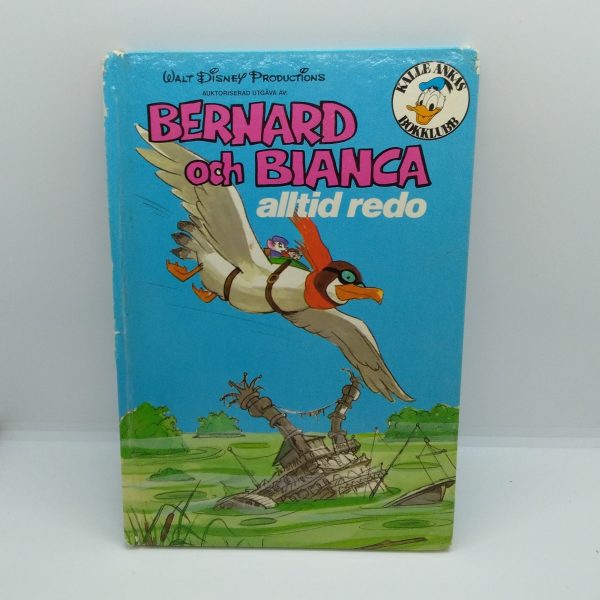 WALT DISNEY PRODUCTIONS
AUKTORISERAD UTGÅVA AV:
BERNARD
och BIANCA
alltid redo
KALLE ANKAS
BOKKLUBB